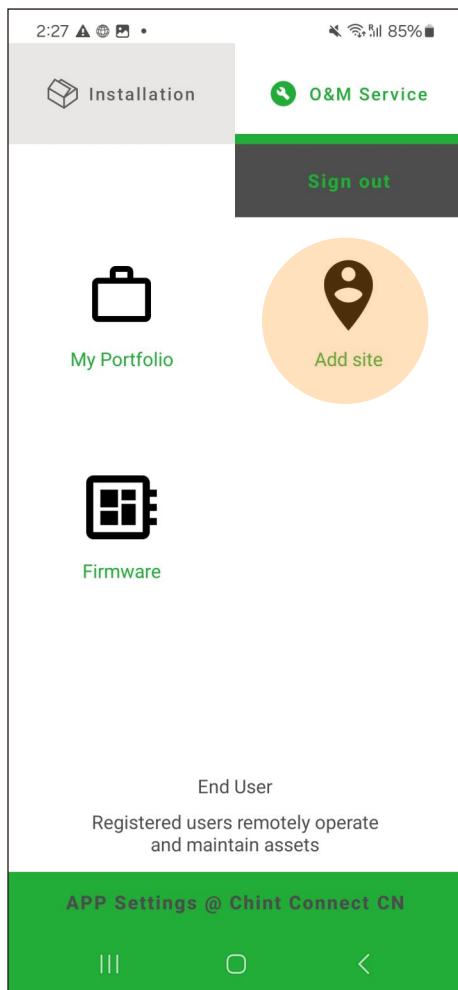 2:27 85%
Installation O&M Service
Sign out
My Portfolio Add site
Firmware
End User
Registered users remotely operate
and maintain assets
APP Settings @ Chint Connect CN